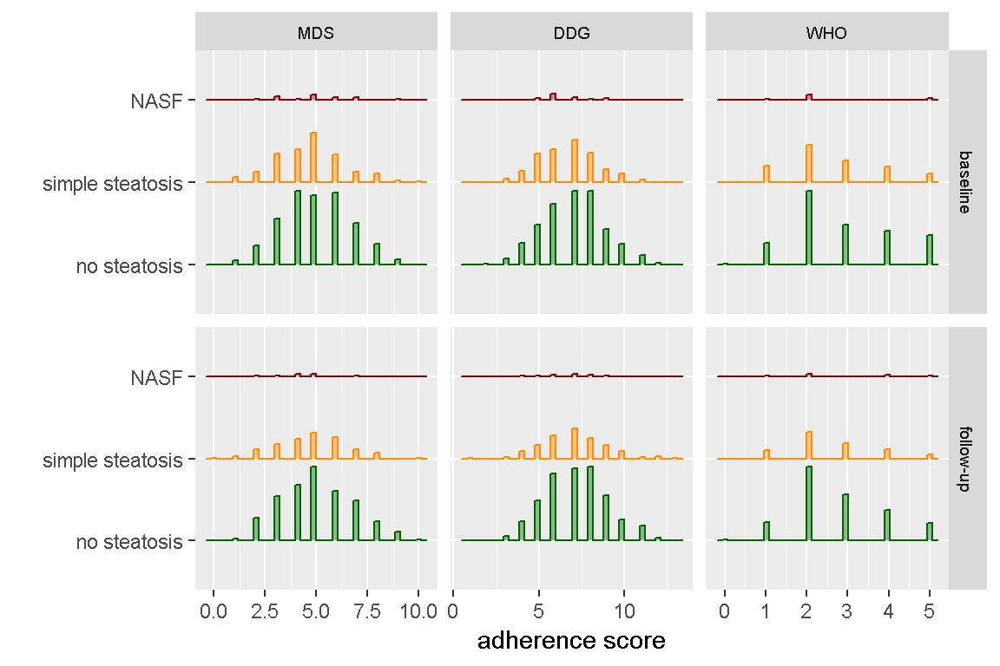 MDS DDG WHO
NASF
simple steatosis
no steatosis
baseline
NASF
simple steatosis
no steatosis
follow-up
0.0 2.5 5.0 7.5 10.0 0 5 10 0 1 2 3 4 5
adherence score